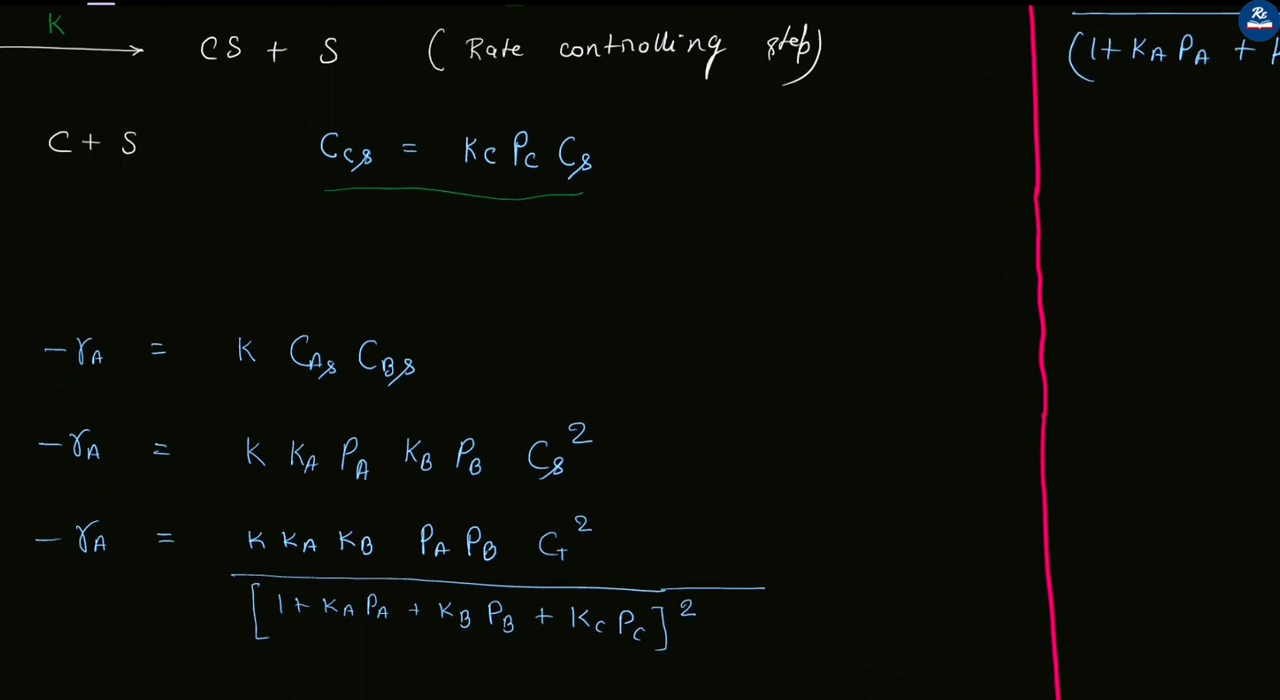 K
CS + S (Rate controlling step)
(1 + KA PA +
C + S
CCS = KC PC CS
-rA = K CAS CBS
-rA = K KA PA KB PB CS²
-rA = K KA KB PA PB CT²
[1 + KA PA + KB PB + KC PC]²